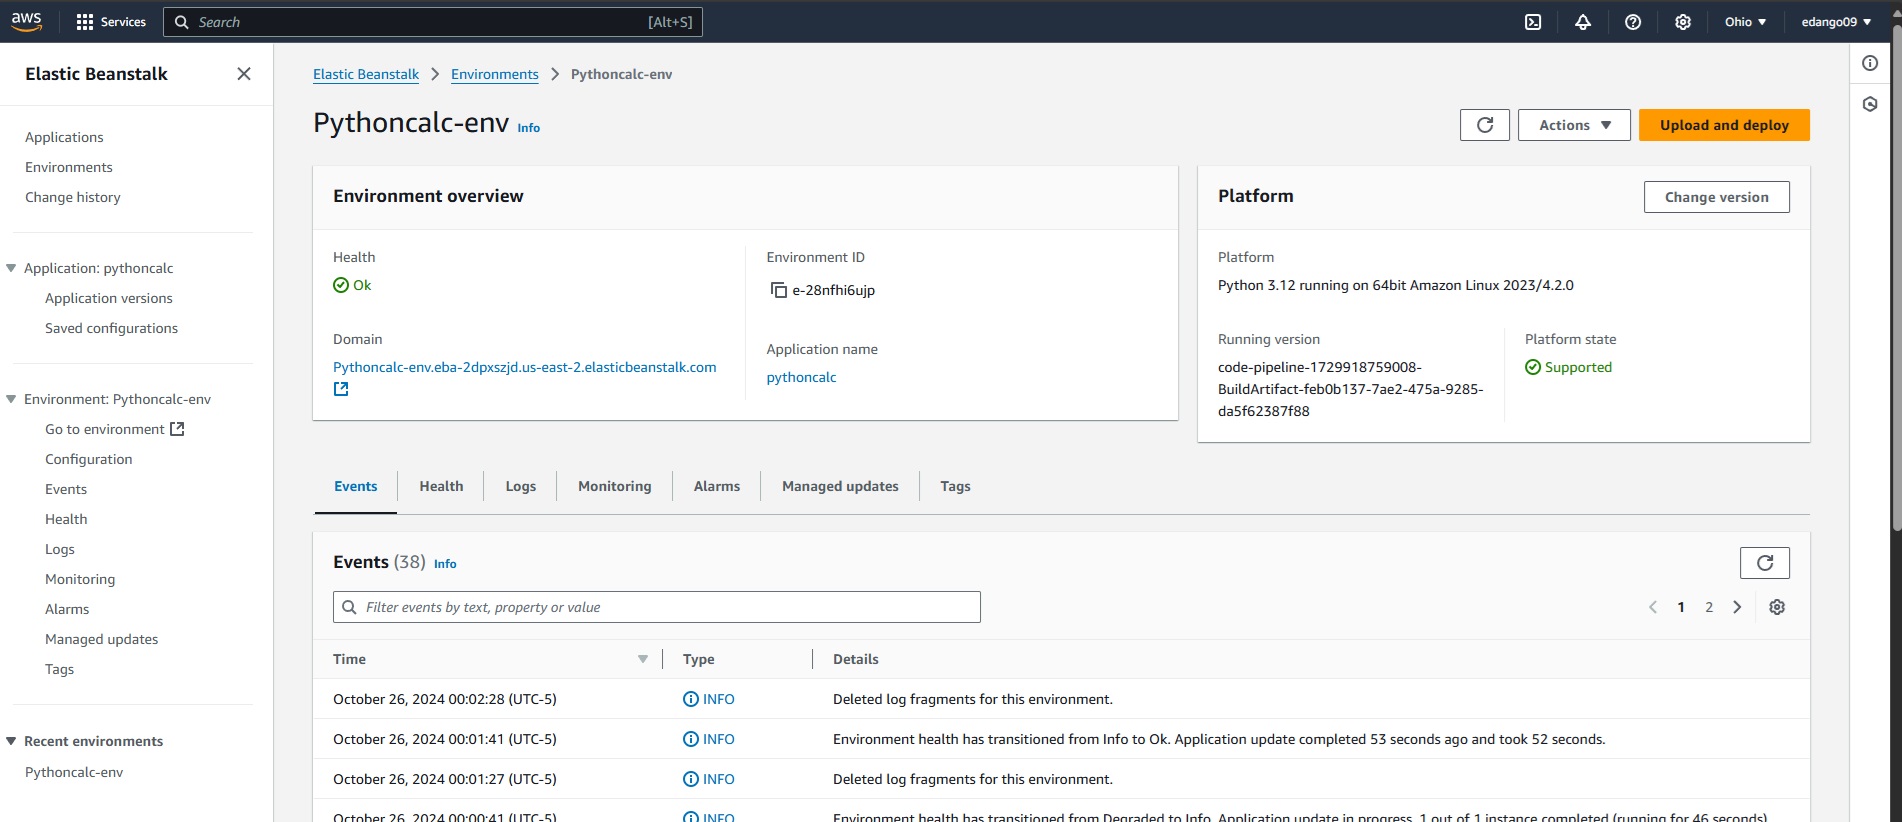 aws
Services
Search
[Alt+S]
Ohio
edango09
Elastic Beanstalk
Applications
Environments
Change history
Application: pythoncalc
Application versions
Saved configurations
Environment: Pythoncalc-env
Go to environment
Configuration
Events
Health
Logs
Monitoring
Alarms
Managed updates
Tags
Recent environments
Pythoncalc-env
Elastic Beanstalk
Environments
Pythoncalc-env
Pythoncalc-env Info
Actions
Upload and deploy
Environment overview
Health
Ok
Domain
Pythoncalc-env.eba-2dpxszjd.us-east-2.elasticbeanstalk.com
Environment ID
e-28nfhi6ujp
Application name
pythoncalc
Platform
Change version
Platform
Python 3.12 running on 64bit Amazon Linux 2023/4.2.0
Running version
code-pipeline-1729918759008-
BuildArtifact-feb0b137-7ae2-475a-9285-
da5f62387f88
Platform state
Supported
Events
Health
Logs
Monitoring
Alarms
Managed updates
Tags
Events (38) Info
Filter events by text, property or value
1
2
Time
Type
Details
October 26, 2024 00:02:28 (UTC-5)
INFO
Deleted log fragments for this environment.
October 26, 2024 00:01:41 (UTC-5)
INFO
Environment health has transitioned from Info to Ok. Application update completed 53 seconds ago and took 52 seconds.
October 26, 2024 00:01:27 (UTC-5)
INFO
Deleted log fragments for this environment.
October 26, 2024 00:00:41 (UTC-5)
INFO
Environment health has transitioned from Degraded to Info. Application update in progress. 1 out of 1 instance completed (running for 46 seconds).